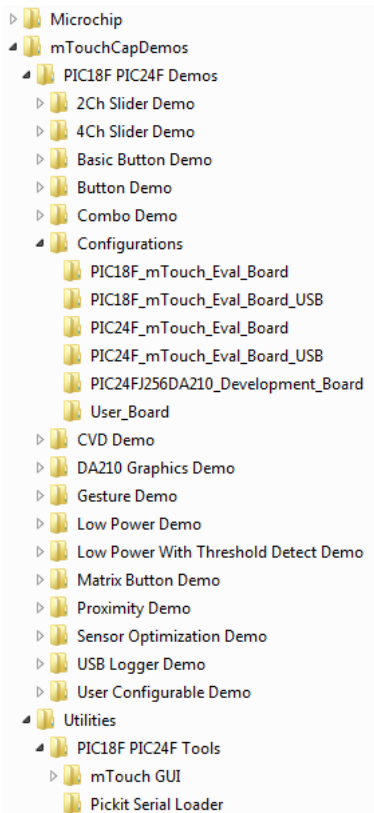 Microchip
mTouchCapDemos
PIC18F PIC24F Demos
2Ch Slider Demo
4Ch Slider Demo
Basic Button Demo
Button Demo
Combo Demo
Configurations
PIC18F_mTouch_Eval_Board
PIC18F_mTouch_Eval_Board_USB
PIC24F_mTouch_Eval_Board
PIC24F_mTouch_Eval_Board_USB
PIC24FJ256DA210_Development_Board
User_Board
CVD Demo
DA210 Graphics Demo
Gesture Demo
Low Power Demo
Low Power With Threshold Detect Demo
Matrix Button Demo
Proximity Demo
Sensor Optimization Demo
USB Logger Demo
User Configurable Demo
Utilities
PIC18F PIC24F Tools
mTouch GUI
Pickit Serial Loader